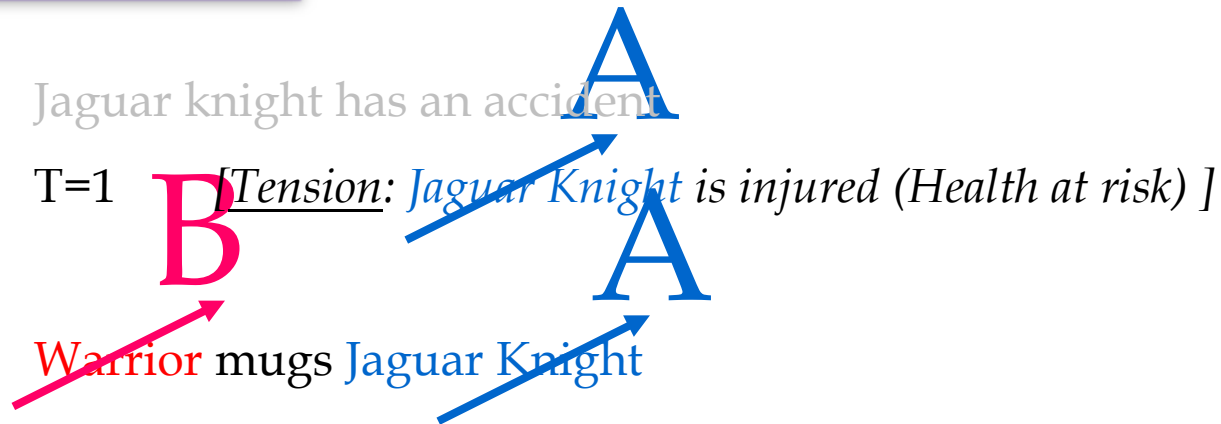 A
Jaguar knight has an accident
T=1 [Tension: Jaguar Knight is injured (Health at risk) ]
B A
Warrior mugs Jaguar Knight